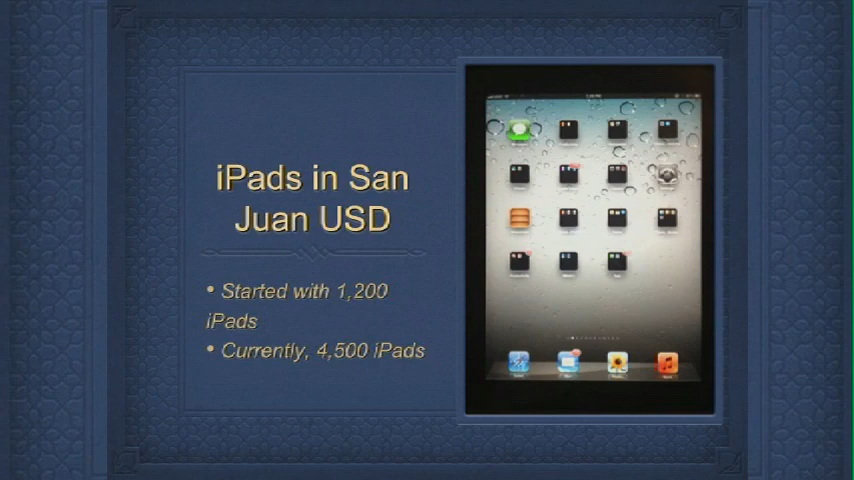 iPads in San
Juan USD
• Started with 1,200
iPads
• Currently, 4,500 iPads